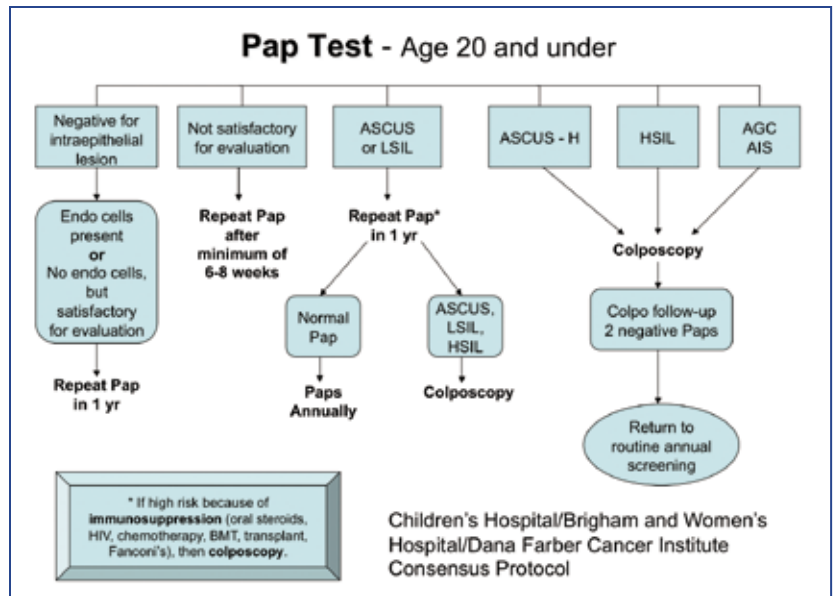 Pap Test - Age 20 and under
Negative for
intraepithelial
lesion
Not satisfactory
for evaluation
ASCUS
or LSIL
ASCUS - H
HSIL
AGC
AIS
Endo cells
present
or
No endo cells,
but
satisfactory
for evaluation
Repeat Pap
in 1 yr
Repeat Pap
after
minimum of
6-8 weeks
Repeat Pap*
in 1 yr
Normal
Pap
Paps
Annually
ASCUS,
LSIL,
HSIL
Colposcopy
Colposcopy
Colpo follow-up
2 negative Paps
Return to
routine annual
screening
* If high risk because of
immunosuppression (oral steroids,
HIV, chemotherapy, BMT, transplant,
Fanconi's), then colposcopy.
Children's Hospital/Brigham and Women's
Hospital/Dana Farber Cancer Institute
Consensus Protocol